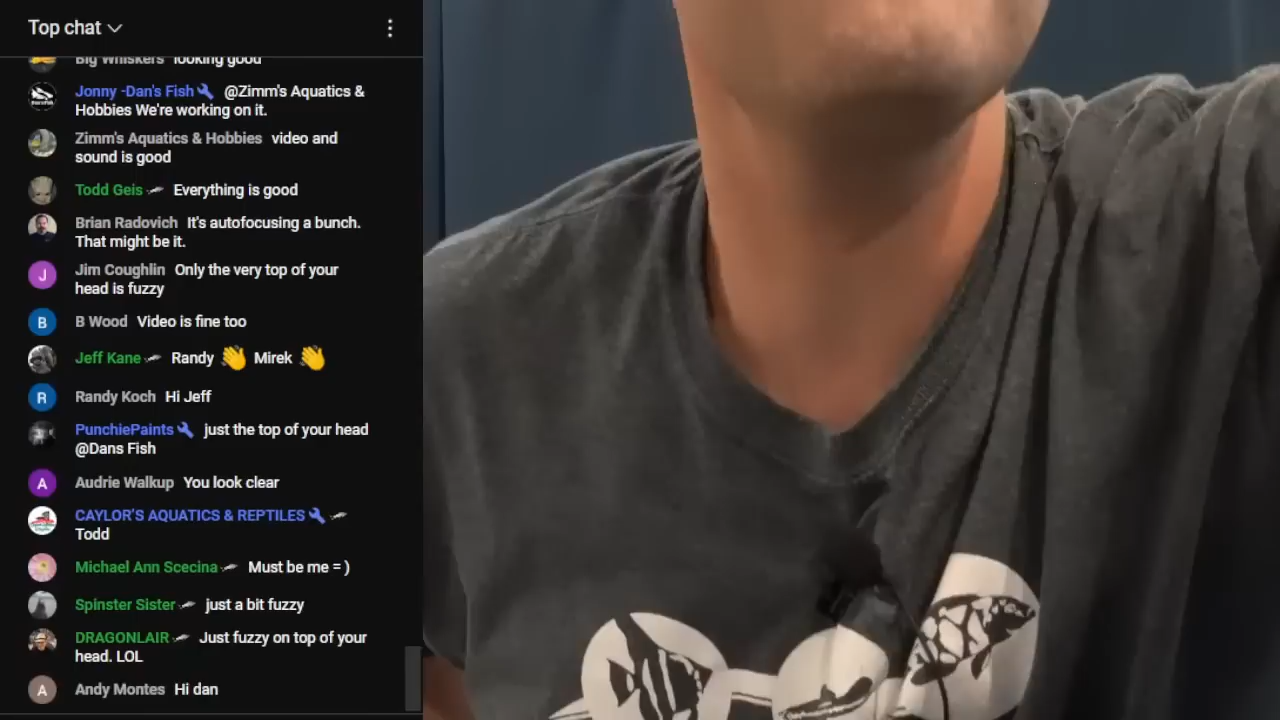 Top chat
Big Whiskers looking good
Jonny -Dan's Fish @Zimm's Aquatics &
Hobbies We're working on it.
Zimm's Aquatics & Hobbies video and
sound is good
Todd Geis Everything is good
Brian Radovich It's autofocusing a bunch.
That might be it.
J
Jim Coughlin Only the very top of your
head is fuzzy
B
B Wood Video is fine too
Jeff Kane Randy 👋 Mirek 👋
R
Randy Koch Hi Jeff
PunchiePaints just the top of your head
@Dans Fish
A
Audrie Walkup You look clear
CAYLOR'S AQUATICS & REPTILES
Todd
Michael Ann Scecina Must be me = )
Spinster Sister just a bit fuzzy
DRAGONLAIR Just fuzzy on top of your
head. LOL
A
Andy Montes Hi dan